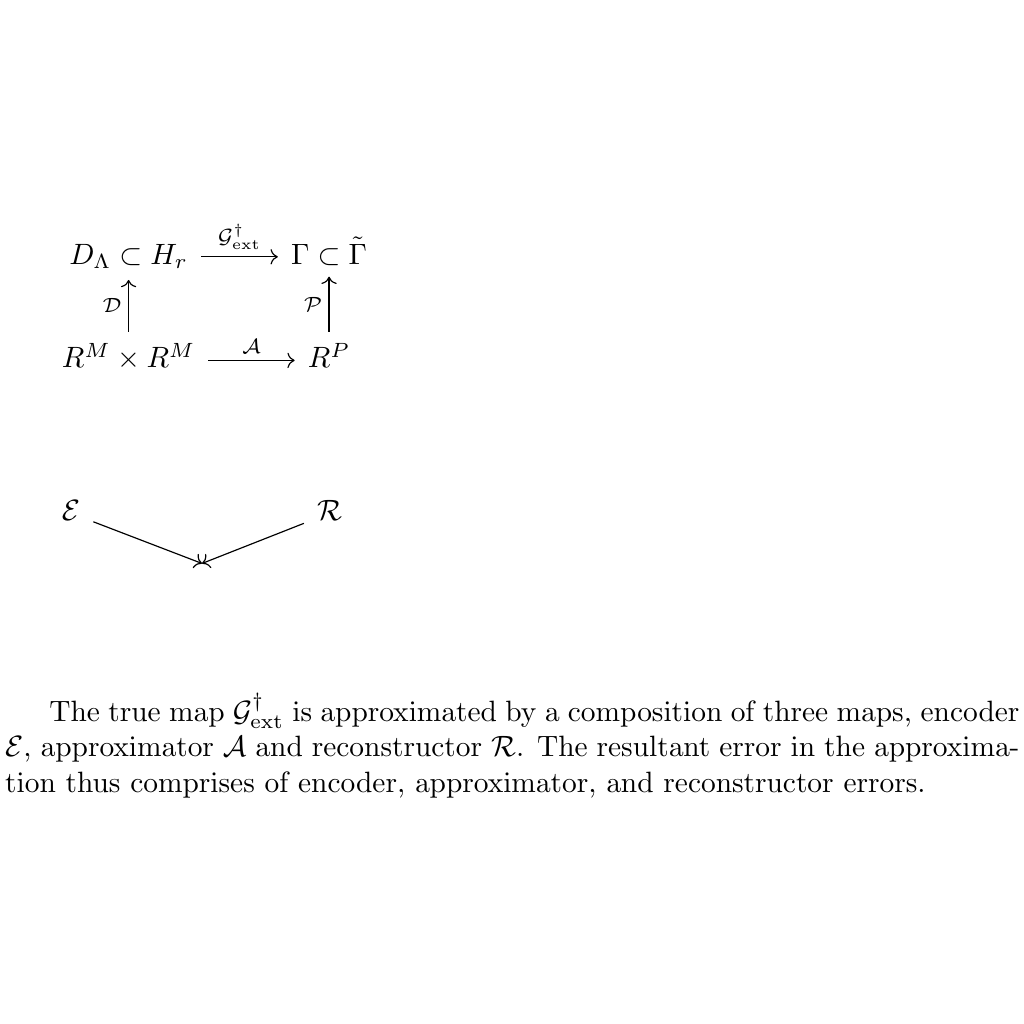 $D_\Lambda \subset H_r$ $\xrightarrow{\mathcal{G}^\dagger_{\text{ext}}}$ $\Gamma \subset \tilde{\Gamma}$
$\mathcal{D}$ $\mathcal{P}$
$R^M \times R^M$ $\xrightarrow{\mathcal{A}}$ $R^P$
$\mathcal{E}$ $\mathcal{R}$
The true map $\mathcal{G}^\dagger_{\text{ext}}$ is approximated by a composition of three maps, encoder
$\mathcal{E}$, approximator $\mathcal{A}$ and reconstructor $\mathcal{R}$. The resultant error in the approxima-
tion thus comprises of encoder, approximator, and reconstructor errors.